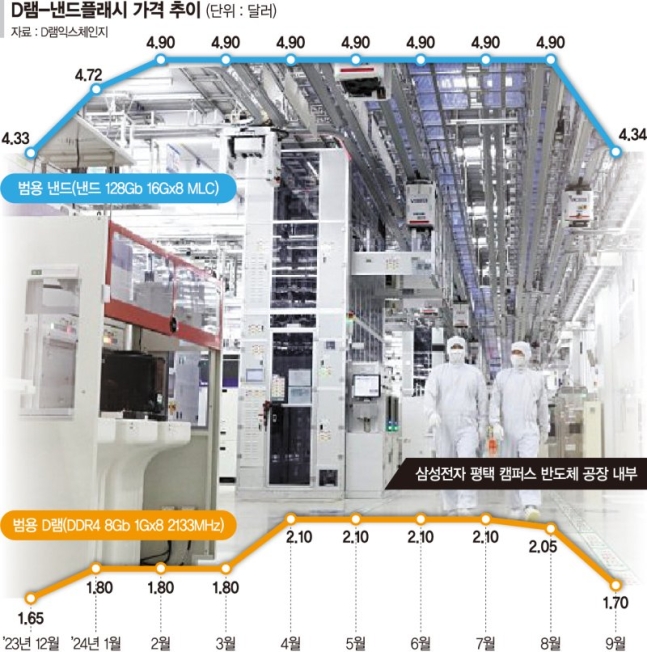 D램-낸드플래시 가격 추이 (단위 : 달러)
자료 : D램익스체인지
4.33 4.72 4.90 4.90 4.90 4.90 4.90 4.90 4.90 4.34
범용 낸드(낸드 128Gb 16Gx8 MLC)
삼성전자 평택 캠퍼스 반도체 공장 내부
범용 D램(DDR4 8Gb 1Gx8 2133MHz)
1.65 1.80 1.80 1.80 2.10 2.10 2.10 2.10 2.05 1.70
'23년 12월 '24년 1월 2월 3월 4월 5월 6월 7월 8월 9월